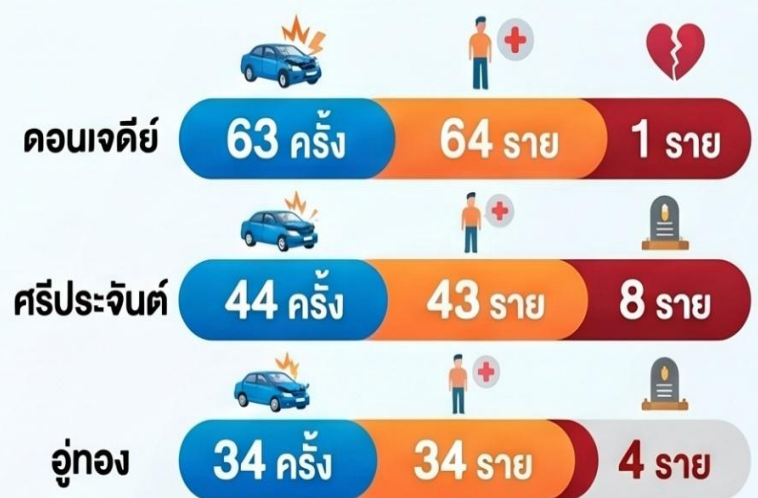 ดอนเจดีย์ 63 ครั้ง 64 ราย 1 ราย
ศรีประจันต์ 44 ครั้ง 43 ราย 8 ราย
อู่ทอง 34 ครั้ง 34 ราย 4 ราย